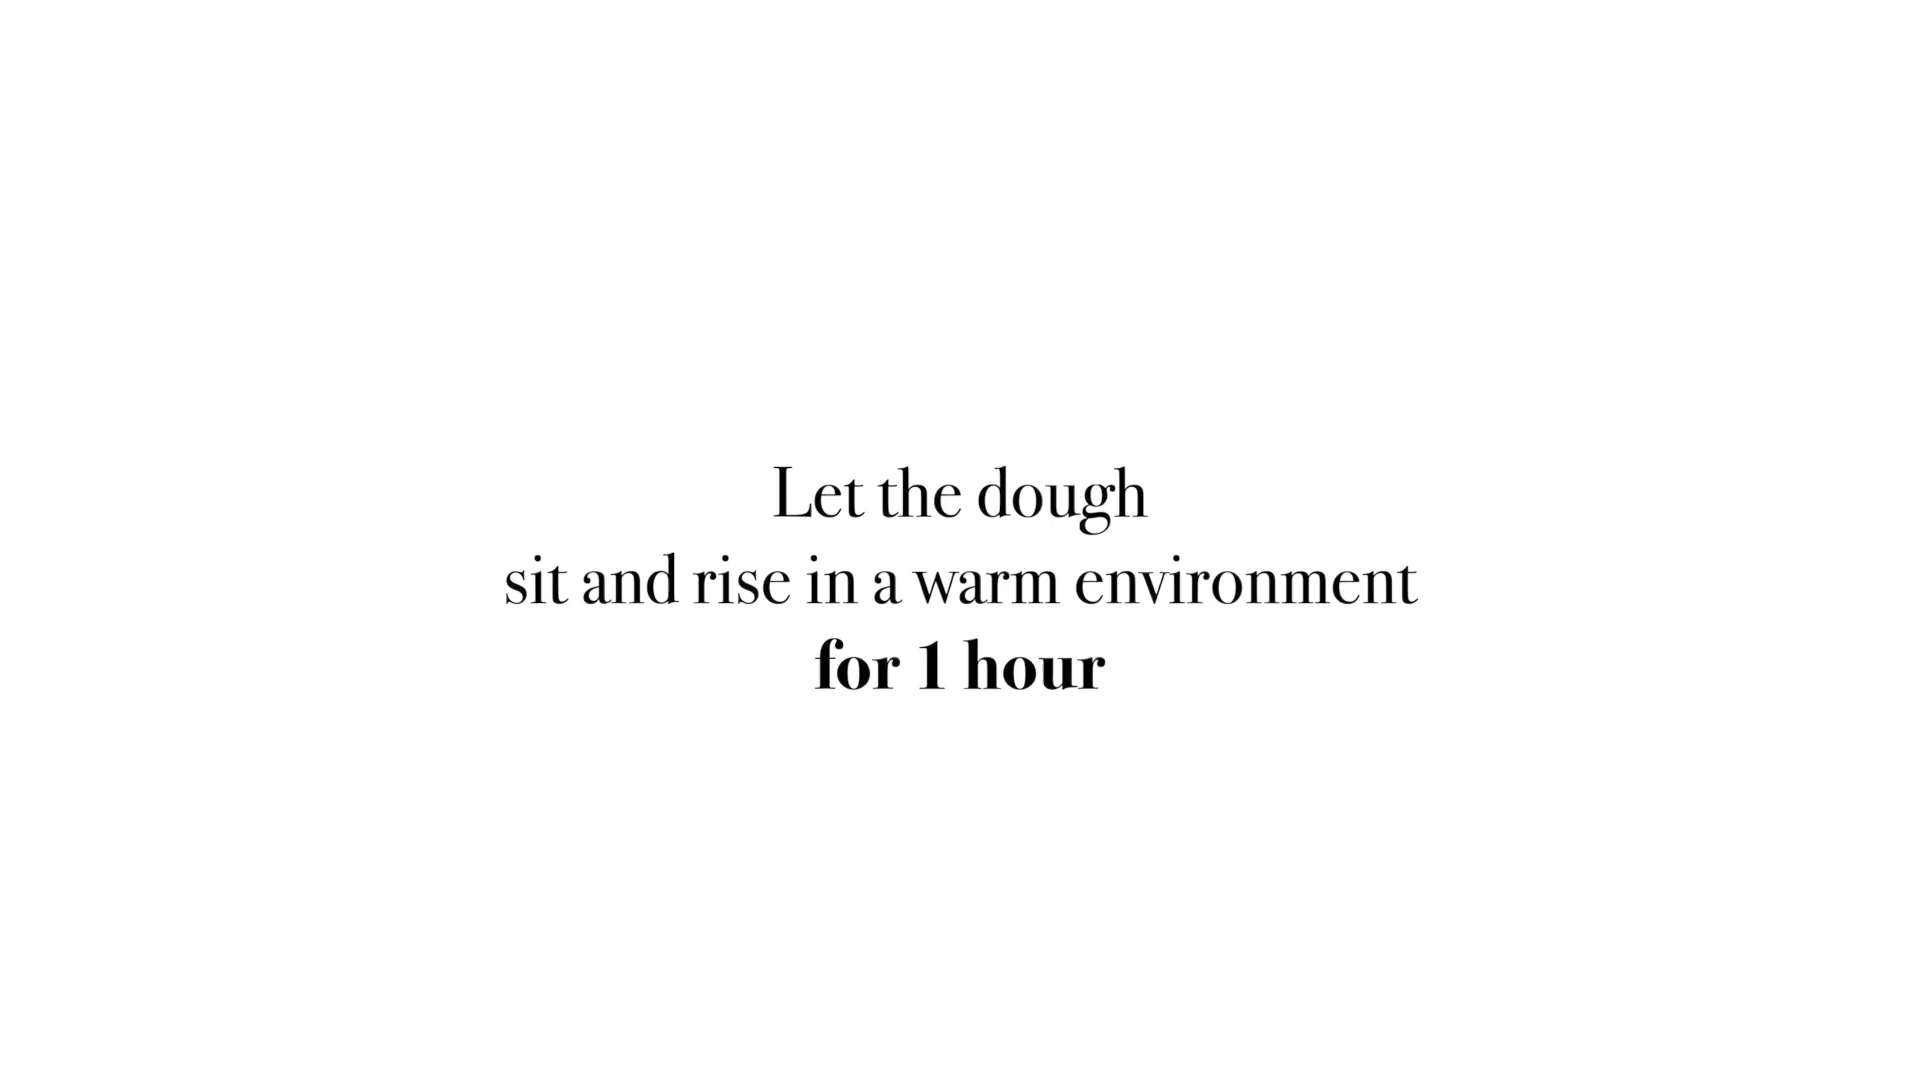 Let the dough
sit and rise in a warm environment
for 1 hour